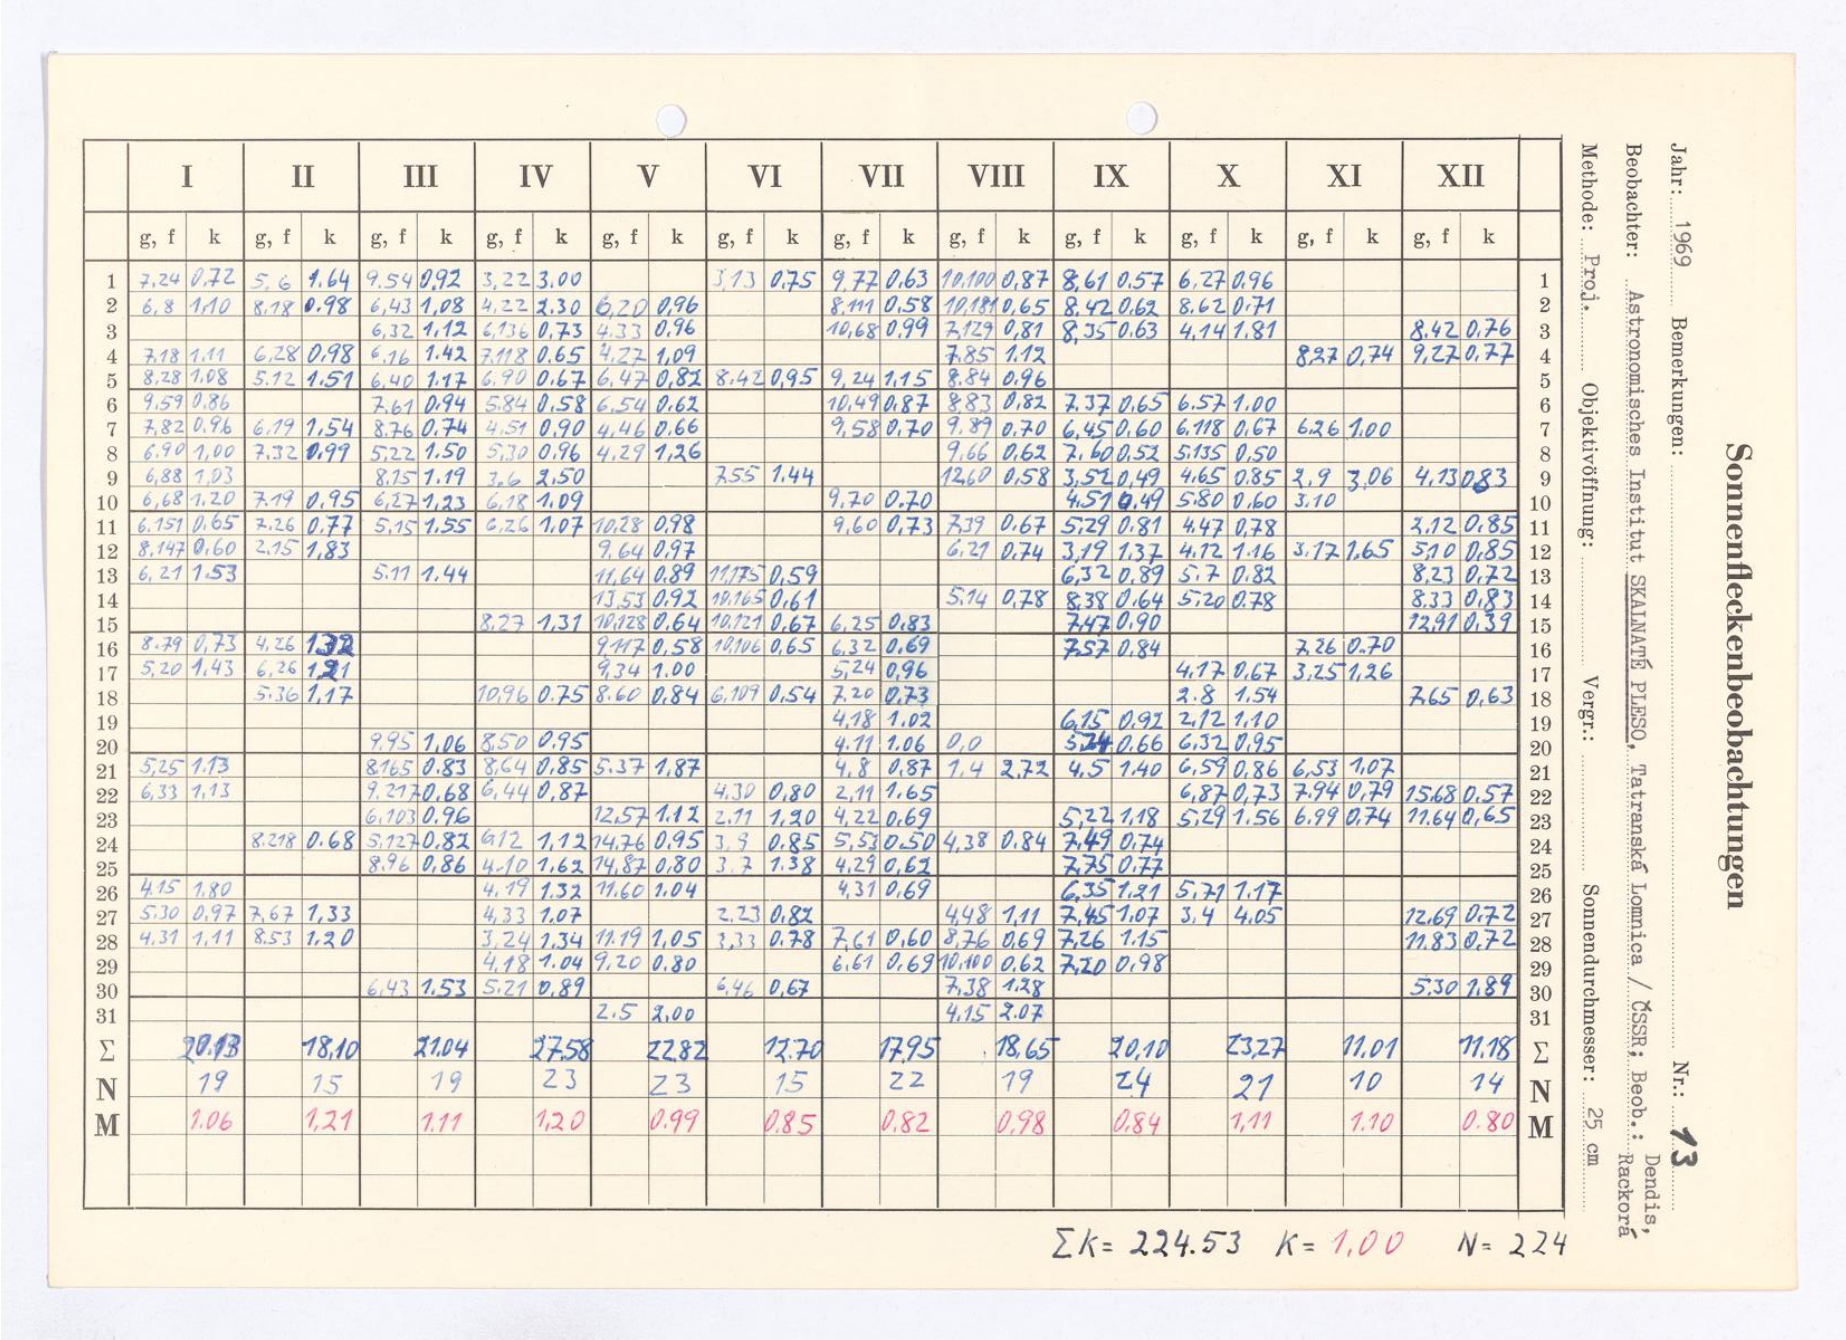 Sonnenfleckenbeobachtungen
Jahr: 1969 Bemerkungen: Nr.: 13
Beobachter: Astronomisches Institut SKALNATÉ PLESO, Tatranská Lomnica / ČSSR; Beob.: Dendis, Rackorá
Methode: Proj. Objektivöffnung: Vergr.: Sonnendurchmesser: 25 cm
I II III IV V VI VII VIII IX X XI XII
g, f k g, f k g, f k g, f k g, f k g, f k g, f k g, f k g, f k g, f k g, f k g, f k
1 7,24 0,72 5,6 1.64 9.54 0.92 3,22 3.00 3,13 0,75 9,77 0.63 10,100 0,87 8,61 0.57 6,27 0.96 1
2 6,8 1,10 8,18 0.98 6,43 1,08 4,22 2.30 6,20 0,96 8,111 0,58 10,181 0,65 8.42 0.62 8.62 0.71 2
3 6,32 1,12 6,136 0,73 4.33 0.96 10,68 0,99 7,129 0,81 8,35 0.63 4,14 1.81 8.42 0.76 3
4 7,18 1.11 6,28 0,98 6,16 1.42 7.118 0.65 4.27 1,09 7.85 1.12 8,27 0,74 9,27 0,77 4
5 8,28 1.08 5.12 1,51 6,40 1.17 6.90 0.67 6,47 0,82 8.42 0,95 9,24 1,15 8.84 0.96 5
6 9.59 0.86 7.61 0.94 5.84 0.58 6,54 0.62 10,49 0.87 8,83 0,82 7.37 0,65 6.57 1.00 6
7 7,82 0.96 6,19 1,54 8.76 0,74 4,51 0,90 4,46 0.66 9,58 0,70 9,89 0,70 6,45 0,60 6,118 0,67 6,26 1.00 7
8 6.90 1,00 7,32 0.99 5,22 1.50 5,30 0.96 4.29 1,26 9,66 0,62 7,60 0.52 5,135 0,50 8
9 6,88 1,03 8,15 1.19 3,6 2,50 7,55 1.44 12,60 0,58 3,52 0,49 4.65 0,85 2,9 3,06 4,13 0,83 9
10 6,68 1.20 7.19 0,95 6,27 1,23 6,18 1.09 9,70 0.70 4.51 0,49 5.80 0,60 3,10 10
11 6.151 0,65 7.26 0,77 5,15 1.55 6,26 1,07 10,28 0,98 9,60 0,73 7,39 0,67 5,29 0.81 4.47 0,78 2.12 0,85 11
12 8,147 0,60 2,15 1,83 9,64 0,97 6,21 0,74 3,19 1,37 4.12 1.16 3,17 1,65 5,10 0,85 12
13 6,21 1.53 5.11 1.44 11,64 0,89 11,175 0,59 6,32 0,89 5.7 0.82 8,23 0,72 13
14 13,53 0,92 10,165 0,61 5,14 0,78 8,38 0,64 5,20 0.78 8.33 0,83 14
15 8.27 1,31 10,128 0.64 10,121 0,67 6,25 0,83 7,47 0.90 12,91 0,39 15
16 8.79 0,73 4,26 1,32 9,117 0,58 10,106 0,65 6,32 0,69 7,57 0,84 7,26 0.70 16
17 5,20 1,43 6,26 1,21 9,34 1.00 5,24 0,96 4,17 0,67 3,25 1,26 17
18 5.36 1,17 10,96 0.75 8.60 0,84 6,109 0,54 7.20 0,73 2.8 1.54 7,65 0,63 18
19 4,18 1.02 6,15 0.92 2,12 1,10 19
20 9.95 1,06 8,50 0,95 4.11 1.06 0,0 0.66 6.32 0,95 20
21 5,25 1.13 8,165 0.83 8,64 0,85 5.37 1,87 4,8 0,87 1,4 2,72 4.5 1.40 6,59 0,86 6,53 1,07 21
22 6,33 1,13 9.217 0,68 6,44 0,87 4.30 0,80 2,11 1.65 6,87 0,73 7.94 0,79 15.68 0.57 22
23 6,103 0.96 12,57 1.12 2.11 1,20 4,22 0,69 5,22 1,18 5,29 1.56 6.99 0,74 11.64 0,65 23
24 8.218 0.68 5,127 0.82 6,12 1,12 14,76 0,95 3,9 0.85 5,53 0.50 4,38 0.84 7,49 0,74 24
25 8.96 0,86 4.10 1,62 14,87 0,80 3.7 1.38 4.29 0,62 7,75 0,77 25
26 4.15 1,80 4.19 1.32 11.60 1.04 4,31 0,69 6,35 1,21 5,71 1,17 26
27 5.30 0,97 7,67 1,33 4,33 1.07 2.23 0.82 4,48 1,11 7,45 1,07 3,4 4,05 12,69 0,72 27
28 4,31 1,11 8.53 1,20 3,24 1,34 11.19 1,05 3,33 0.78 7,61 0,60 8,76 0,69 7,26 1.15 11.83 0,72 28
29 4.18 1.04 9,20 0.80 6,61 0,69 10,100 0,62 7,20 0,98 29
30 6,43 1.53 5.21 0,89 6,46 0,67 7,38 1,28 5.30 1,89 30
31 2.5 2,00 4.15 2.07 31
Σ 20.13 18,10 21.04 27.58 22,82 12.70 17,95 18,65 20,10 23,27 11.01 11.18 Σ
N 19 15 19 23 23 15 22 19 24 21 10 14 N
M 1.06 1,21 1.11 1,20 0.99 0.85 0.82 0,98 0,84 1,11 1.10 0.80 M
ΣK= 224.53 K= 1,00 N= 224